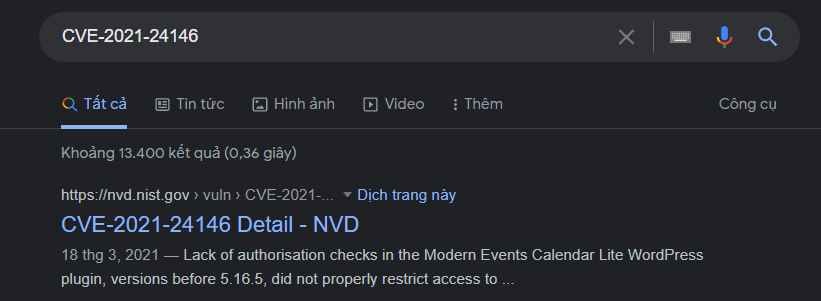 CVE-2021-24146
Tất cả Tin tức Hình ảnh Video Thêm Công cụ
Khoảng 13.400 kết quả (0,36 giây)
https://nvd.nist.gov › vuln › CVE-2021-... Dịch trang này
CVE-2021-24146 Detail - NVD
18 thg 3, 2021 — Lack of authorisation checks in the Modern Events Calendar Lite WordPress
plugin, versions before 5.16.5, did not properly restrict access to ...